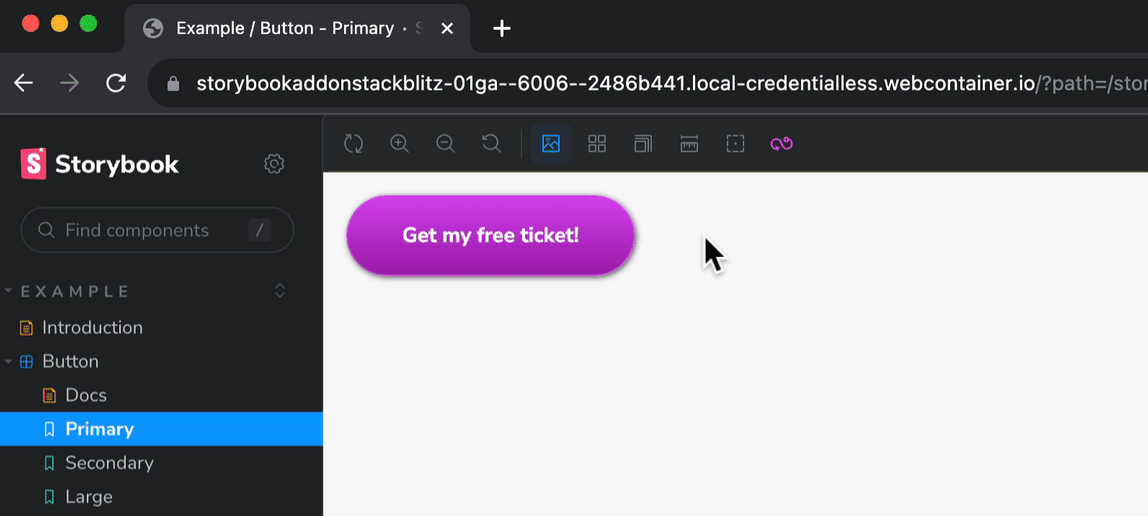 Example / Button - Primary · S
storybookaddonstackblitz-01ga--6006--2486b441.local-credentialless.webcontainer.io/?path=/stor
Storybook
Find components /
EXAMPLE
Introduction
Button
Docs
Primary
Secondary
Large
Get my free ticket!